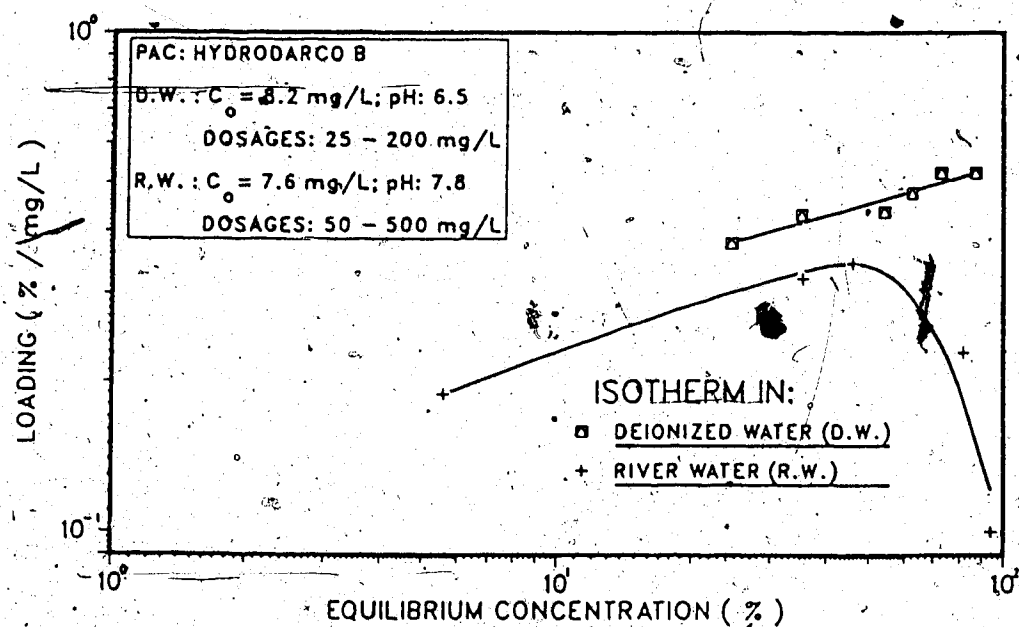 10⁰
PAC: HYDRODARCO B
D.W.: C₀ = 8.2 mg/L; pH: 6.5
DOSAGES: 25 – 200 mg/L
R.W.: C₀ = 7.6 mg/L; pH: 7.8
DOSAGES: 50 – 500 mg/L
LOADING ( % / mg/L )
ISOTHERM IN:
DEIONIZED WATER (D.W.)
+ RIVER WATER (R.W.)
10⁻¹
10⁰
10¹
10²
EQUILIBRIUM CONCENTRATION ( % )